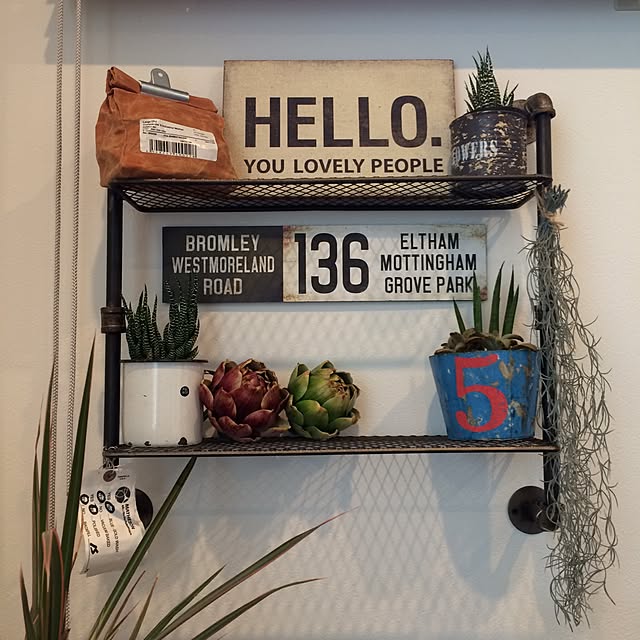 HELLO.
YOU LOVELY PEOPLE
BROMLEY
WESTMORELAND
ROAD
136
ELTHAM
MOTTINGHAM
GROVE PARK
5